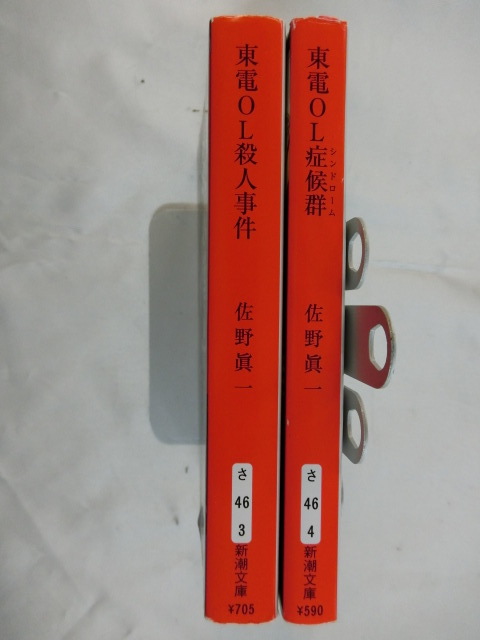 東電OL殺人事件
佐野眞一
さ
46
3
新潮文庫
¥705
東電OL症候群
シンドローム
佐野眞一
さ
46
4
新潮文庫
¥590